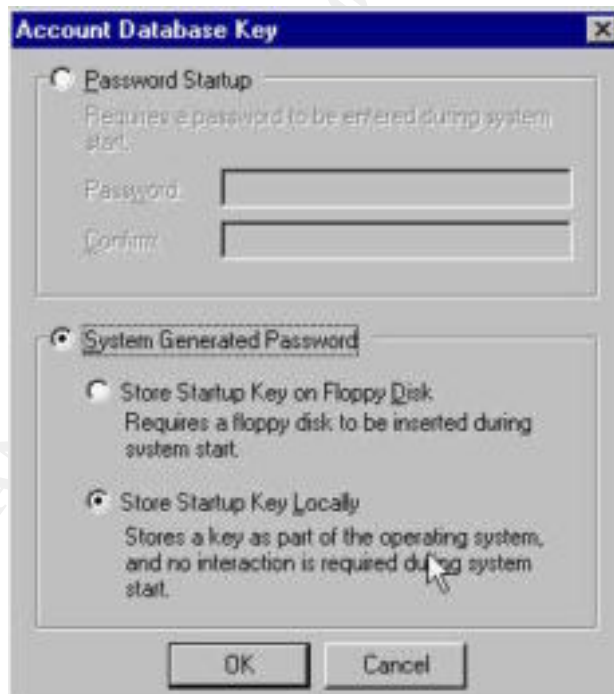 Account Database Key
Password Startup
Requires a password to be entered during system
start.
Password:
Confirm:
System Generated Password
Store Startup Key on Floppy Disk
Requires a floppy disk to be inserted during
system start.
Store Startup Key Locally
Stores a key as part of the operating system,
and no interaction is required during system
start.
OK
Cancel